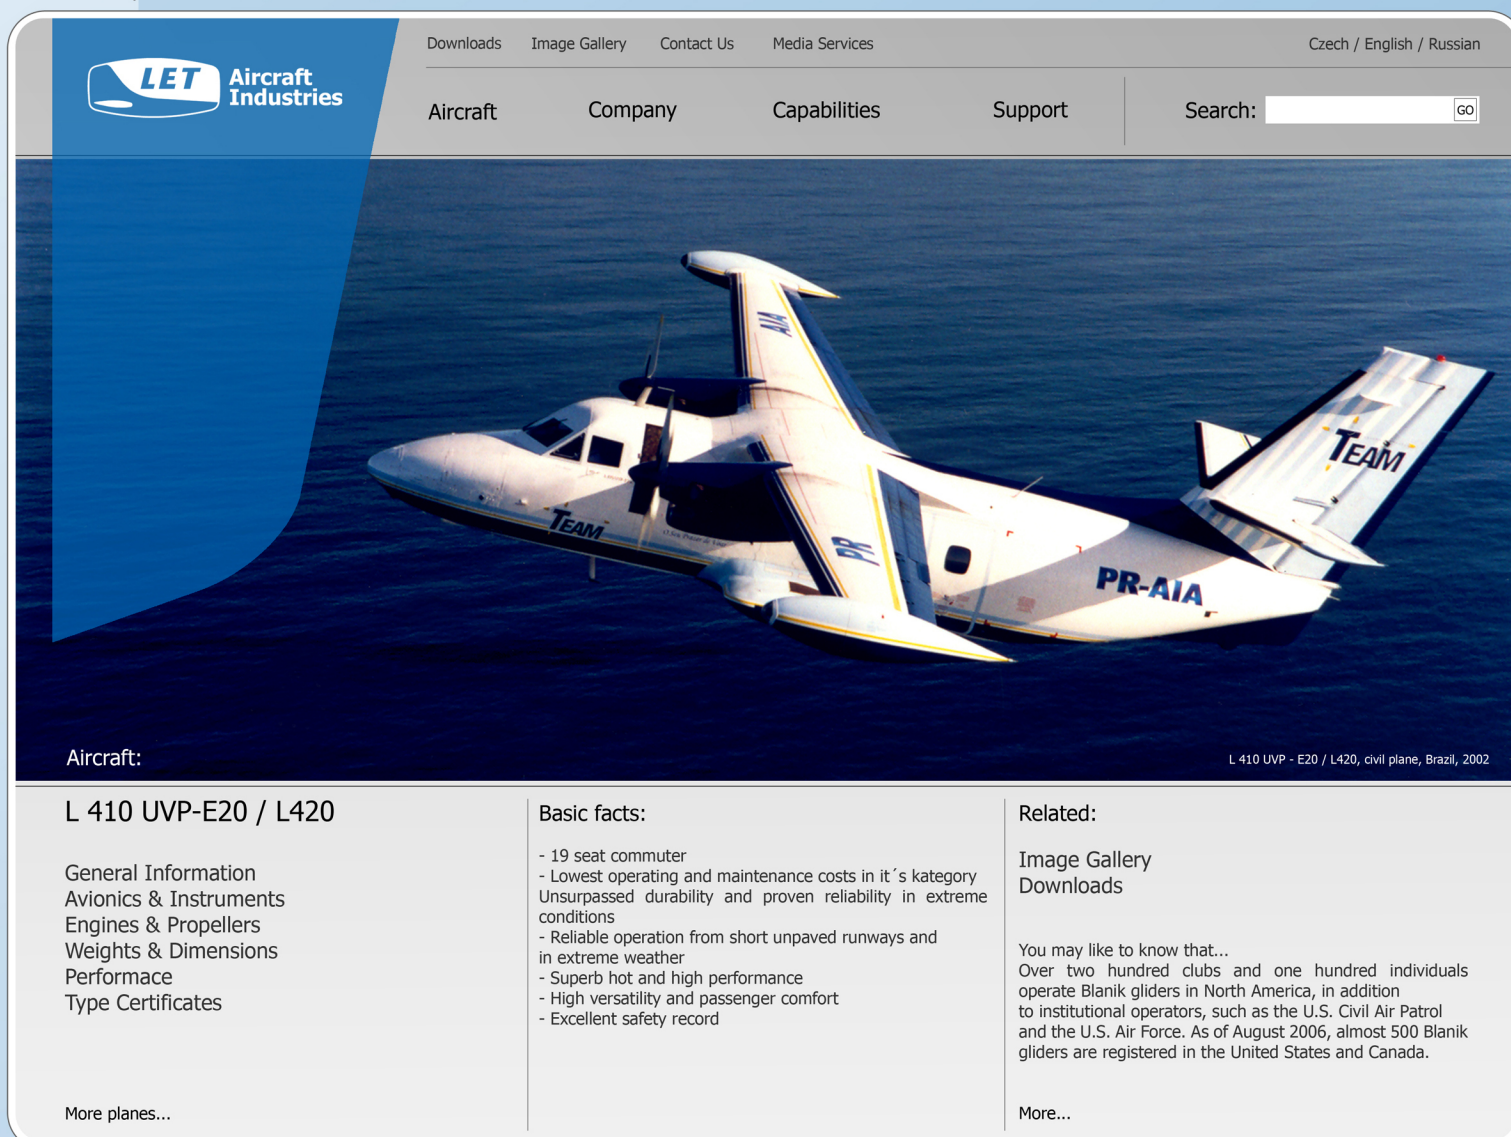 Downloads Image Gallery Contact Us Media Services Czech / English / Russian
LET Aircraft
Industries
Aircraft Company Capabilities Support Search: GO
AIA
TEAM
TEAM
PR
PR-AIA
Aircraft:
L 410 UVP - E20 / L420, civil plane, Brazil, 2002
L 410 UVP-E20 / L420
General Information
Avionics & Instruments
Engines & Propellers
Weights & Dimensions
Performace
Type Certificates
More planes...
Basic facts:
- 19 seat commuter
- Lowest operating and maintenance costs in it´s kategory
Unsurpassed durability and proven reliability in extreme
conditions
- Reliable operation from short unpaved runways and
in extreme weather
- Superb hot and high performance
- High versatility and passenger comfort
- Excellent safety record
Related:
Image Gallery
Downloads
You may like to know that...
Over two hundred clubs and one hundred individuals
operate Blanik gliders in North America, in addition
to institutional operators, such as the U.S. Civil Air Patrol
and the U.S. Air Force. As of August 2006, almost 500 Blanik
gliders are registered in the United States and Canada.
More...